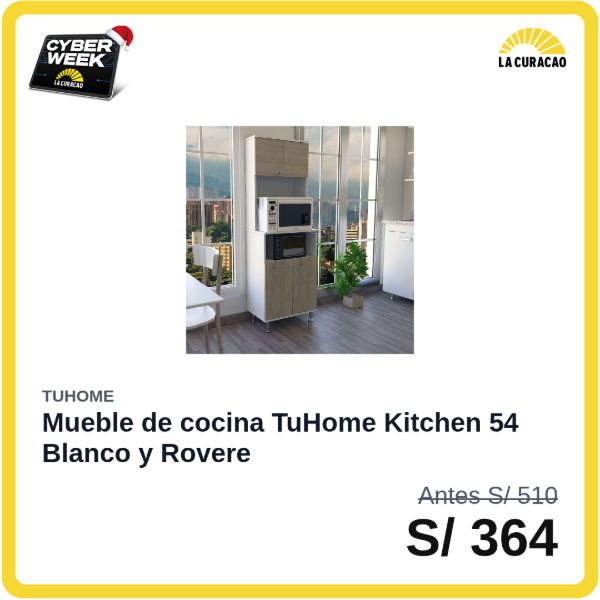 CYBER
WEEK
LA CURACAO
LA CURACAO
TUHOME
Mueble de cocina TuHome Kitchen 54
Blanco y Rovere
Antes S/ 510
S/ 364